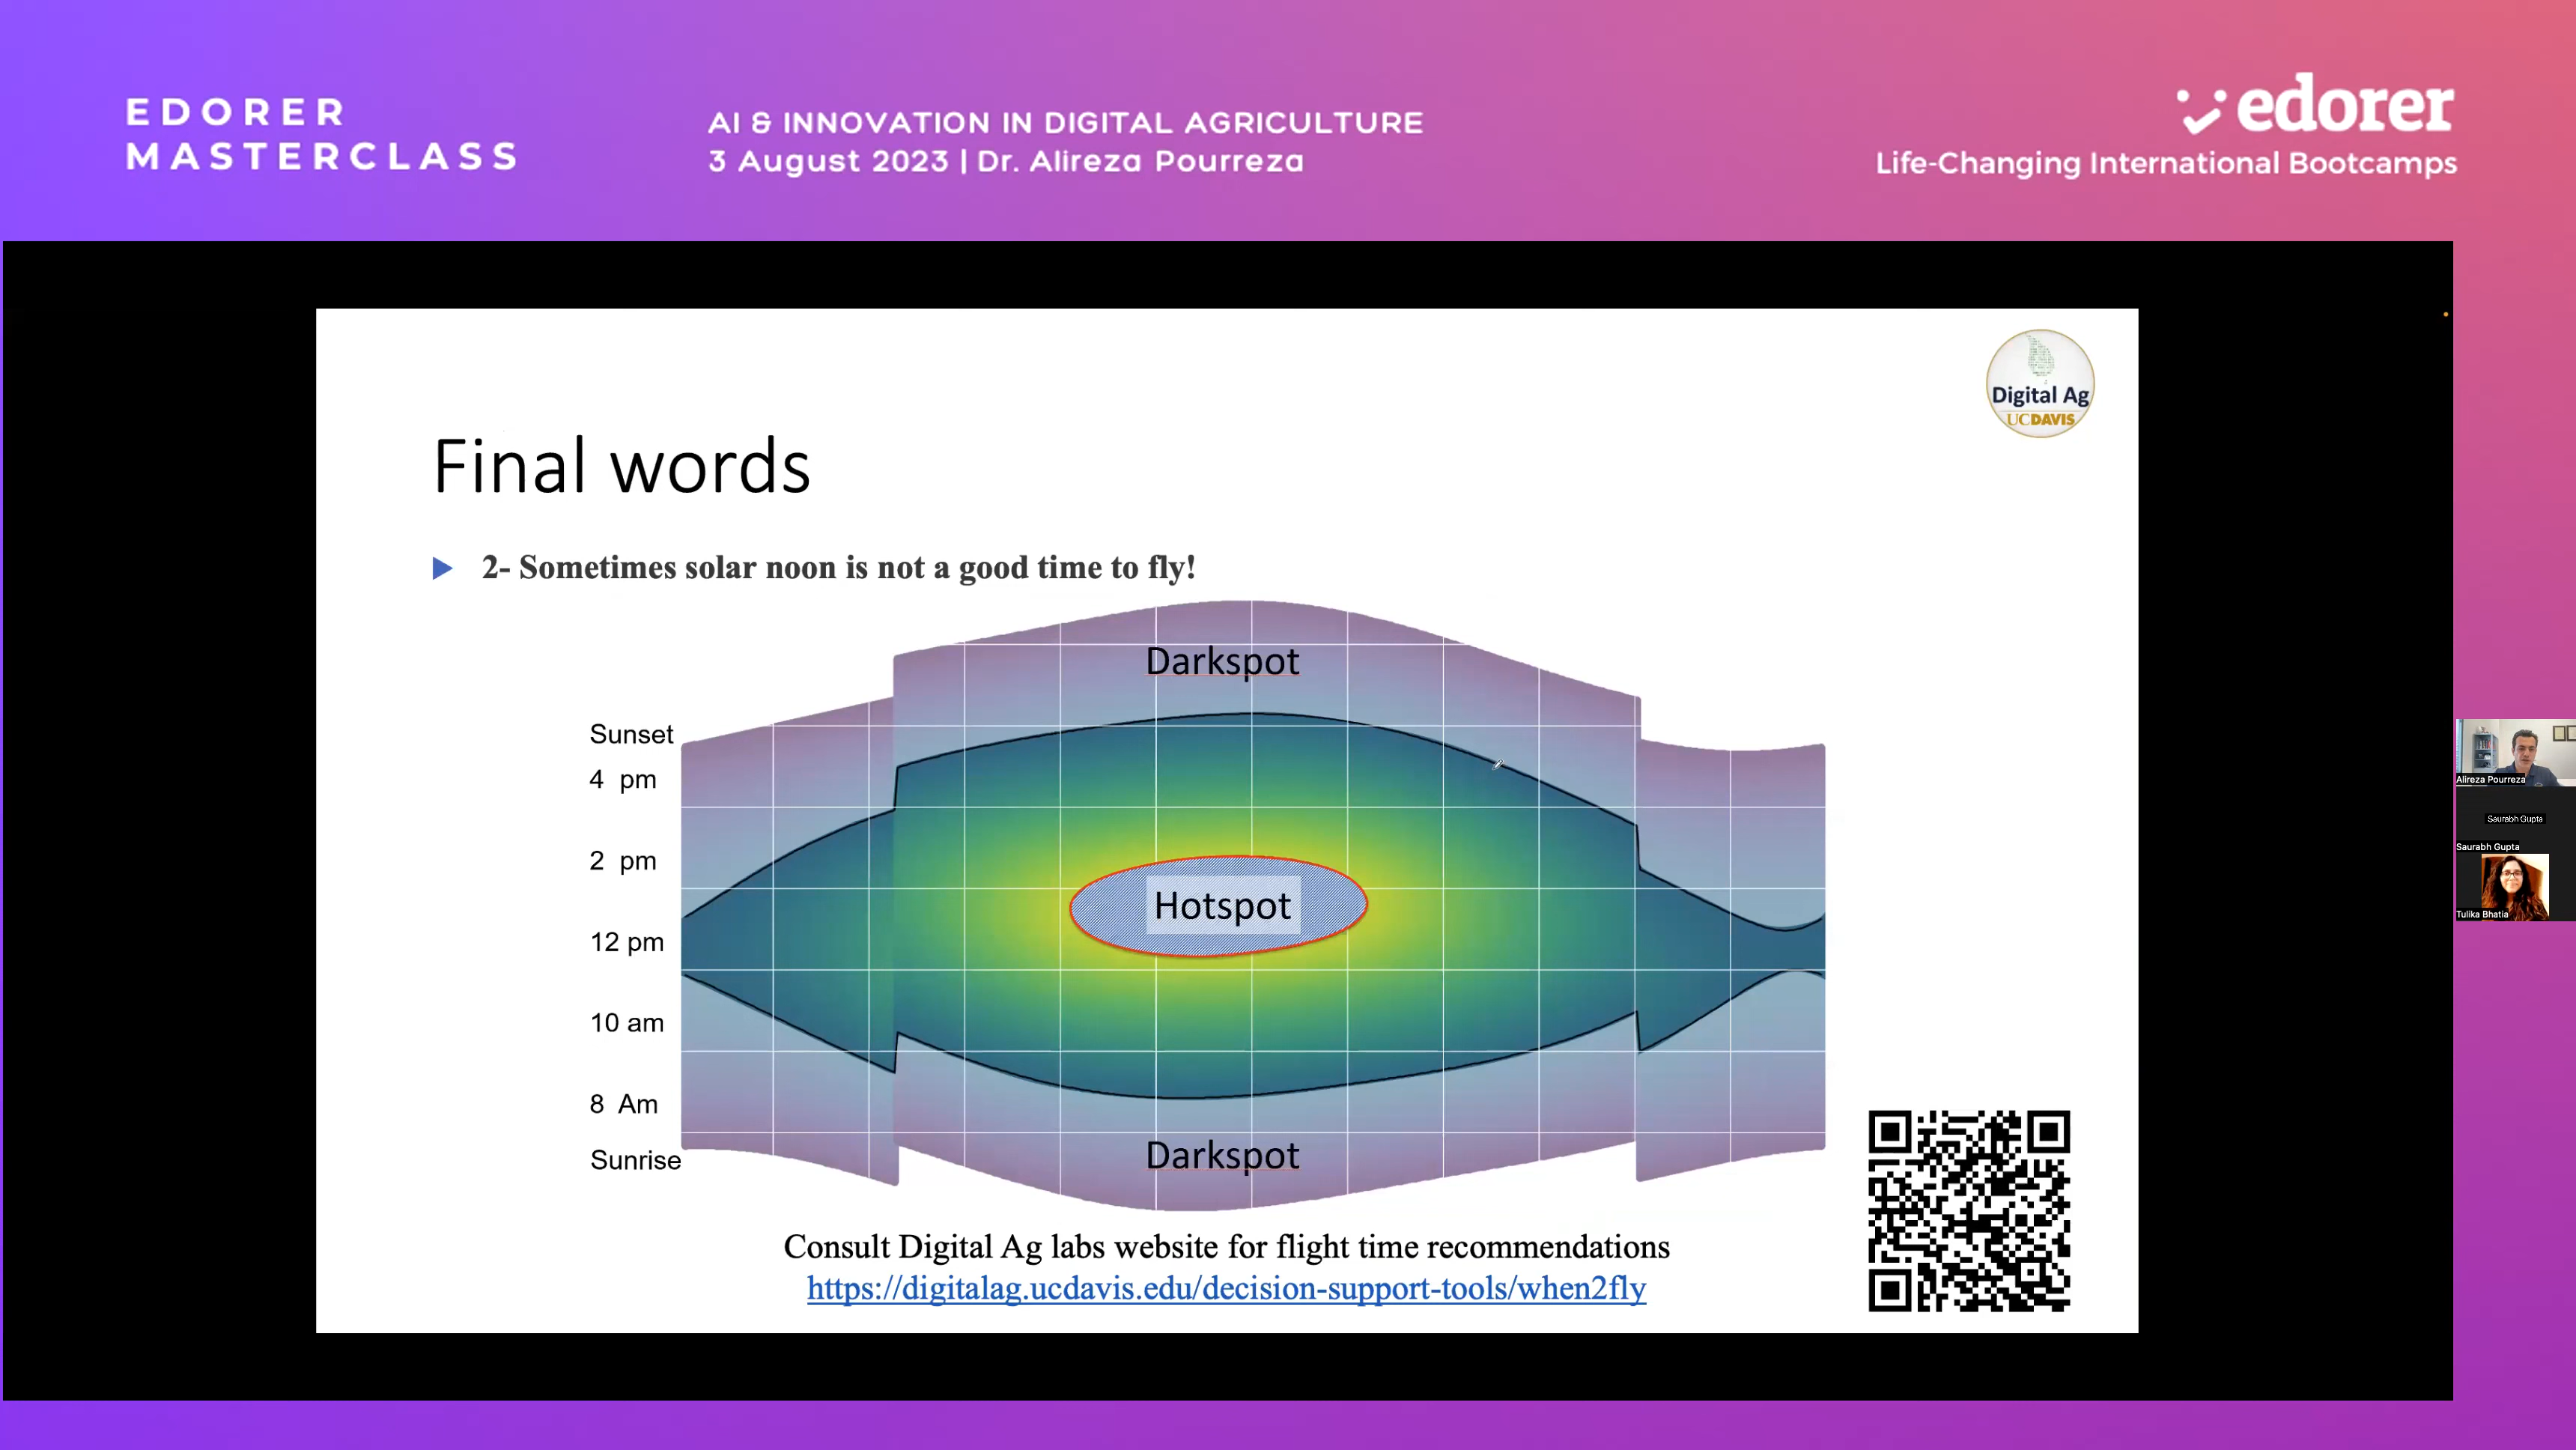 EDORER
MASTERCLASS
AI & INNOVATION IN DIGITAL AGRICULTURE
3 August 2023 | Dr. Alireza Pourreza
edorer
Life-Changing International Bootcamps
Digital Ag
UCDAVIS
Final words
2- Sometimes solar noon is not a good time to fly!
Darkspot
Sunset
4 pm
2 pm
Hotspot
12 pm
10 am
8 Am
Darkspot
Sunrise
Consult Digital Ag labs website for flight time recommendations
https://digitalag.ucdavis.edu/decision-support-tools/when2fly
Alireza Pourreza
Saurabh Gupta
Saurabh Gupta
Tulika Bhatia